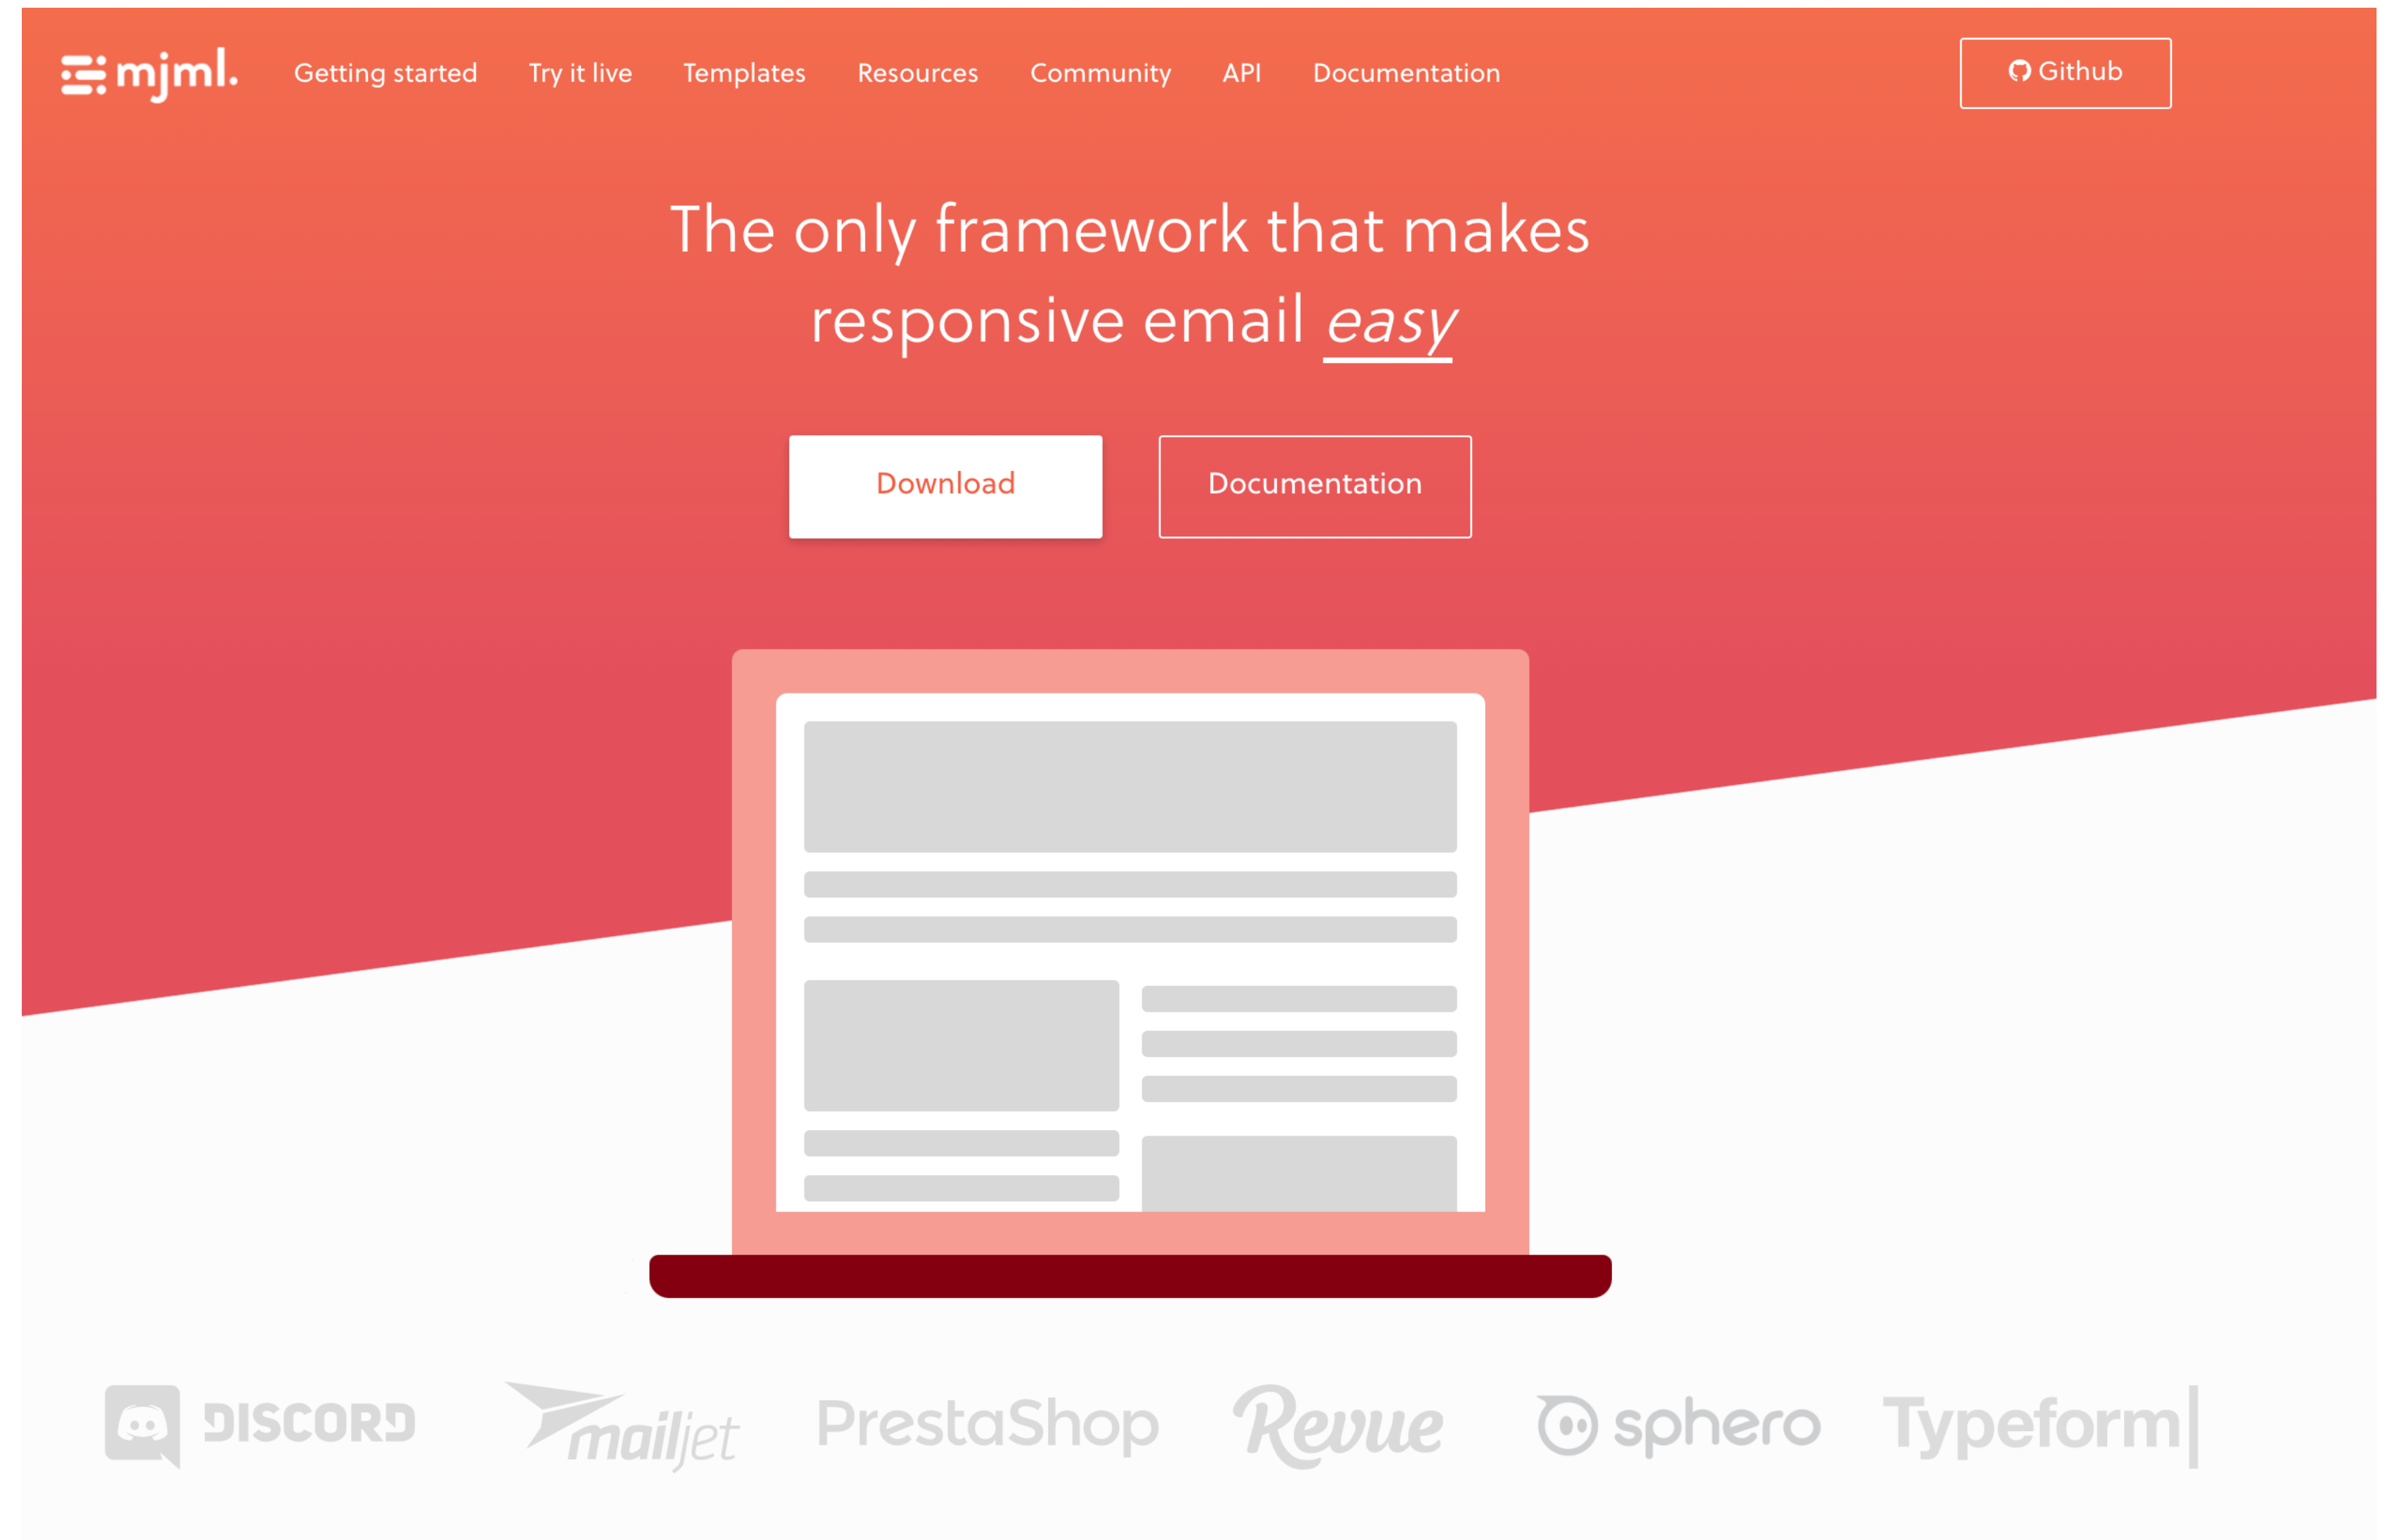 mjml. Getting started Try it live Templates Resources Community API Documentation Github
The only framework that makes
responsive email easy
Download Documentation
DISCORD mailjet PrestaShop Revue sphero Typeform